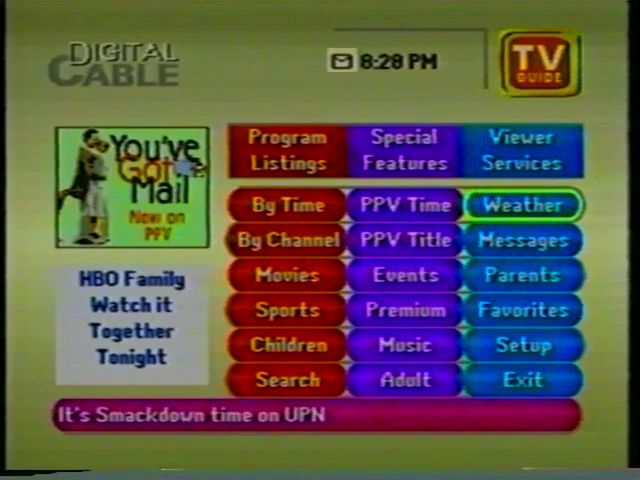 DIGITAL
CABLE
8:28 PM
TV
GUIDE
You've
Got
Mail
Now on
PPV
HBO Family
Watch it
Together
Tonight
Program Listings
Special Features
Viewer Services
By Time
PPV Time
Weather
By Channel
PPV Title
Messages
Movies
Events
Parents
Sports
Premium
Favorites
Children
Music
Setup
Search
Adult
Exit
It's Smackdown time on UPN